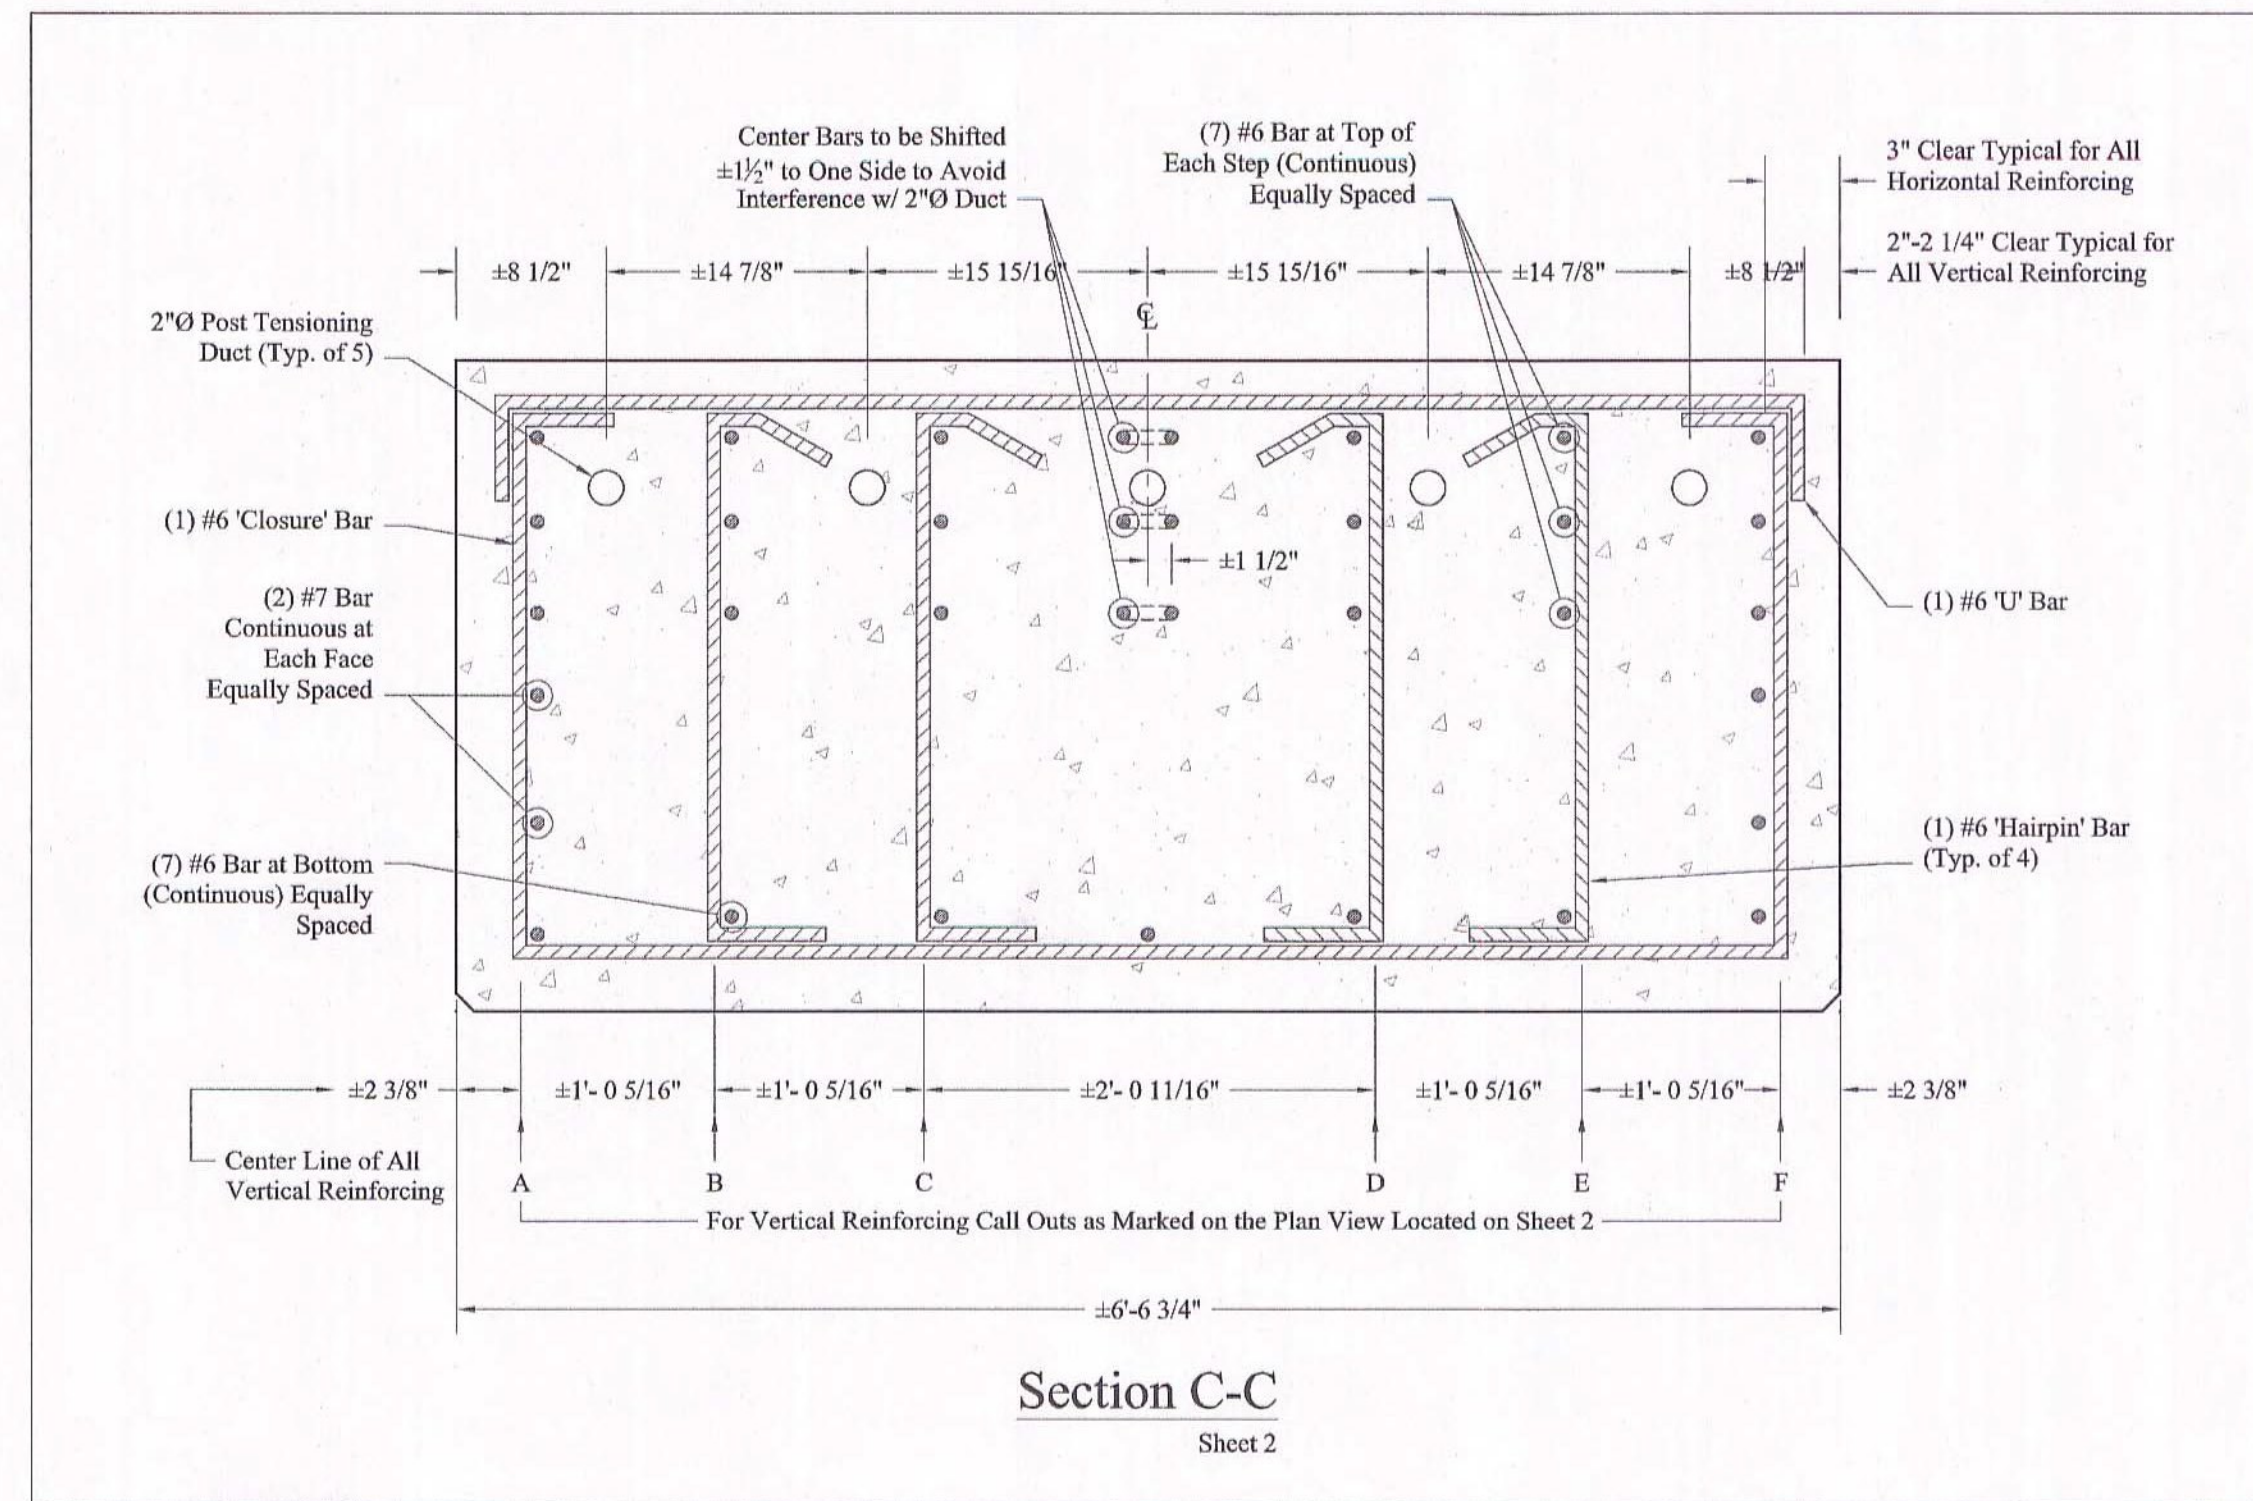 Center Bars to be Shifted
±1½" to One Side to Avoid
Interference w/ 2"Ø Duct
(7) #6 Bar at Top of
Each Step (Continuous)
Equally Spaced
3" Clear Typical for All
Horizontal Reinforcing
2"-2 1/4" Clear Typical for
All Vertical Reinforcing
±8 1/2"
±14 7/8"
±15 15/16"
±15 15/16"
±14 7/8"
±8 1/2"
℄
2"Ø Post Tensioning
Duct (Typ. of 5)
(1) #6 'Closure' Bar
±1 1/2"
(2) #7 Bar
Continuous at
Each Face
Equally Spaced
(1) #6 'U' Bar
(7) #6 Bar at Bottom
(Continuous) Equally
Spaced
(1) #6 'Hairpin' Bar
(Typ. of 4)
±2 3/8"
±1'- 0 5/16"
±1'- 0 5/16"
±2'- 0 11/16"
±1'- 0 5/16"
±1'- 0 5/16"
±2 3/8"
Center Line of All
Vertical Reinforcing
A
B
C
D
E
F
For Vertical Reinforcing Call Outs as Marked on the Plan View Located on Sheet 2
±6'-6 3/4"
Section C-C
Sheet 2